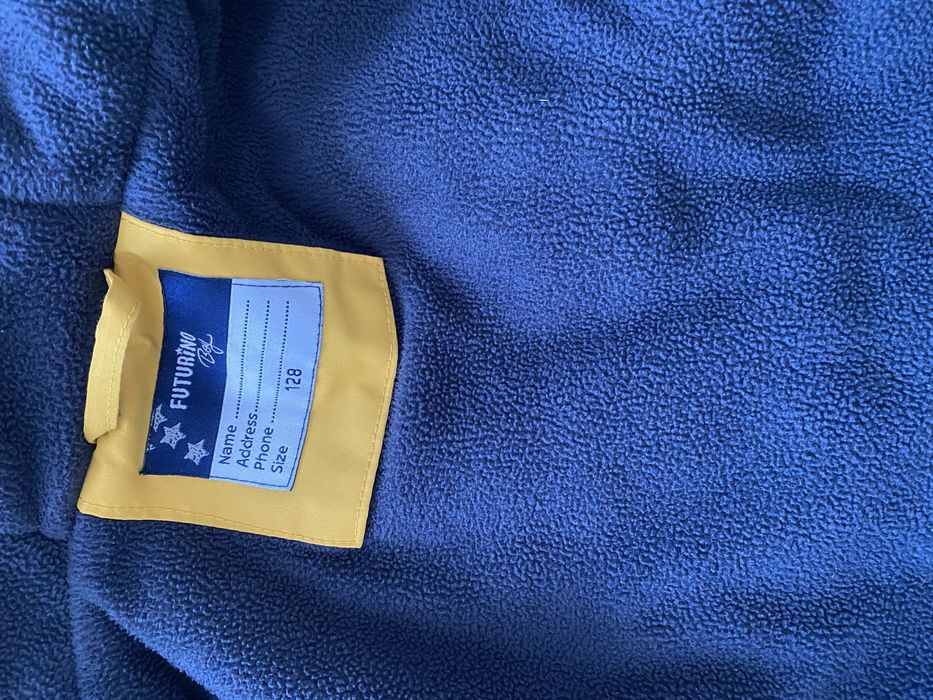 FUTURINO
Boy
Name ....................
Address................
Phone ..................
Size 128